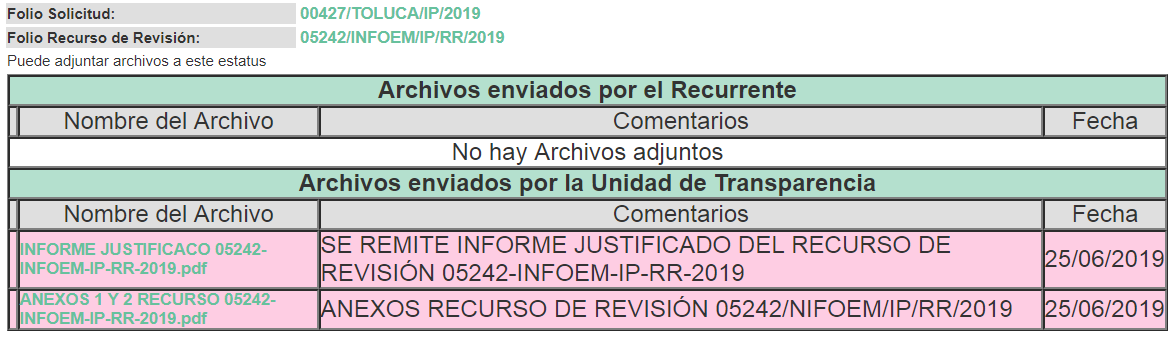 Folio Solicitud: 00427/TOLUCA/IP/2019
Folio Recurso de Revisión: 05242/INFOEM/IP/RR/2019
Puede adjuntar archivos a este estatus
Archivos enviados por el Recurrente
Nombre del Archivo Comentarios Fecha
No hay Archivos adjuntos
Archivos enviados por la Unidad de Transparencia
Nombre del Archivo Comentarios Fecha
INFORME JUSTIFICACO 05242-
INFOEM-IP-RR-2019.pdf
SE REMITE INFORME JUSTIFICADO DEL RECURSO DE
REVISIÓN 05242-INFOEM-IP-RR-2019
25/06/2019
ANEXOS 1 Y 2 RECURSO 05242-
INFOEM-IP-RR-2019.pdf
ANEXOS RECURSO DE REVISIÓN 05242/NIFOEM/IP/RR/2019
25/06/2019